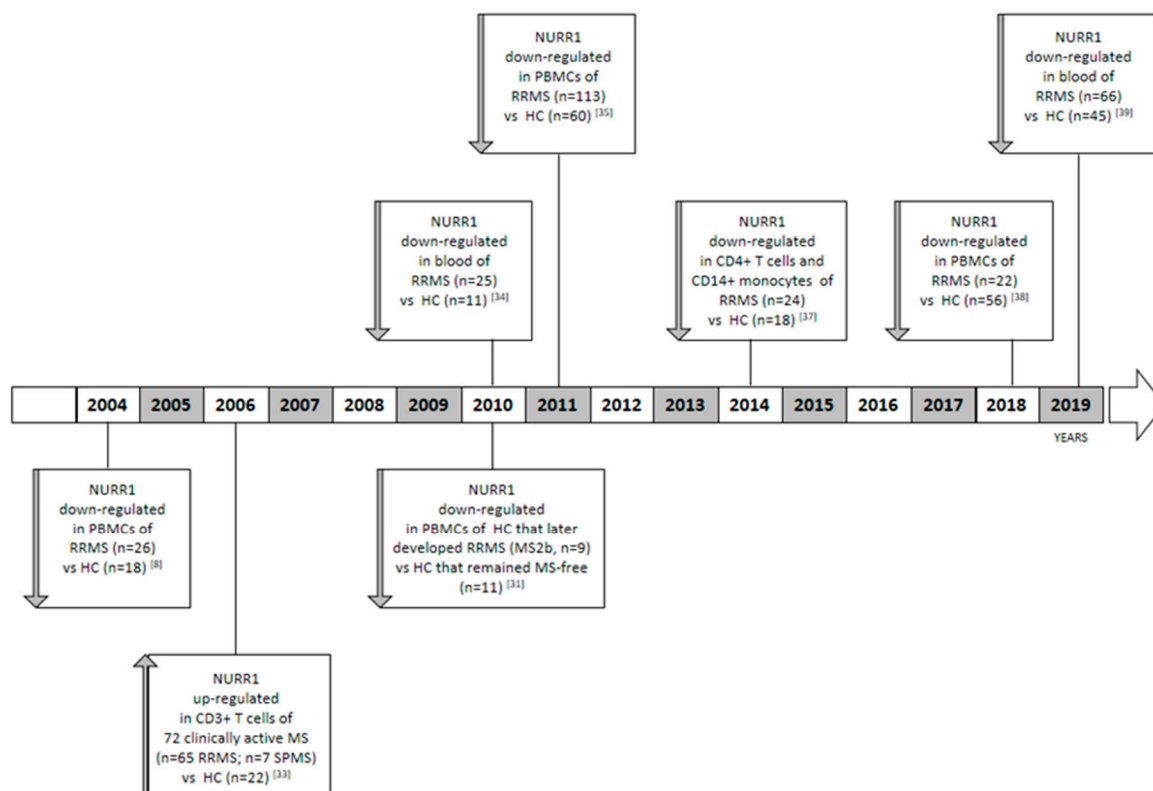 NURR1
down-regulated
in PBMCs of
RRMS (n=113)
vs HC (n=60) [35]
NURR1
down-regulated
in blood of
RRMS (n=66)
vs HC (n=45) [39]
NURR1
down-regulated
in blood of
RRMS (n=25)
vs HC (n=11) [34]
NURR1
down-regulated
in CD4+ T cells and
CD14+ monocytes of
RRMS (n=24)
vs HC (n=18) [37]
NURR1
down-regulated
in PBMCs of
RRMS (n=22)
vs HC (n=56) [38]
2004 2005 2006 2007 2008 2009 2010 2011 2012 2013 2014 2015 2016 2017 2018 2019
YEARS
NURR1
down-regulated
in PBMCs of
RRMS (n=26)
vs HC (n=18) [8]
NURR1
down-regulated
in PBMCs of HC that later
developed RRMS (MS2b, n=9)
vs HC that remained MS-free
(n=11) [31]
NURR1
up-regulated
in CD3+ T cells of
72 clinically active MS
(n=65 RRMS; n=7 SPMS)
vs HC (n=22) [33]